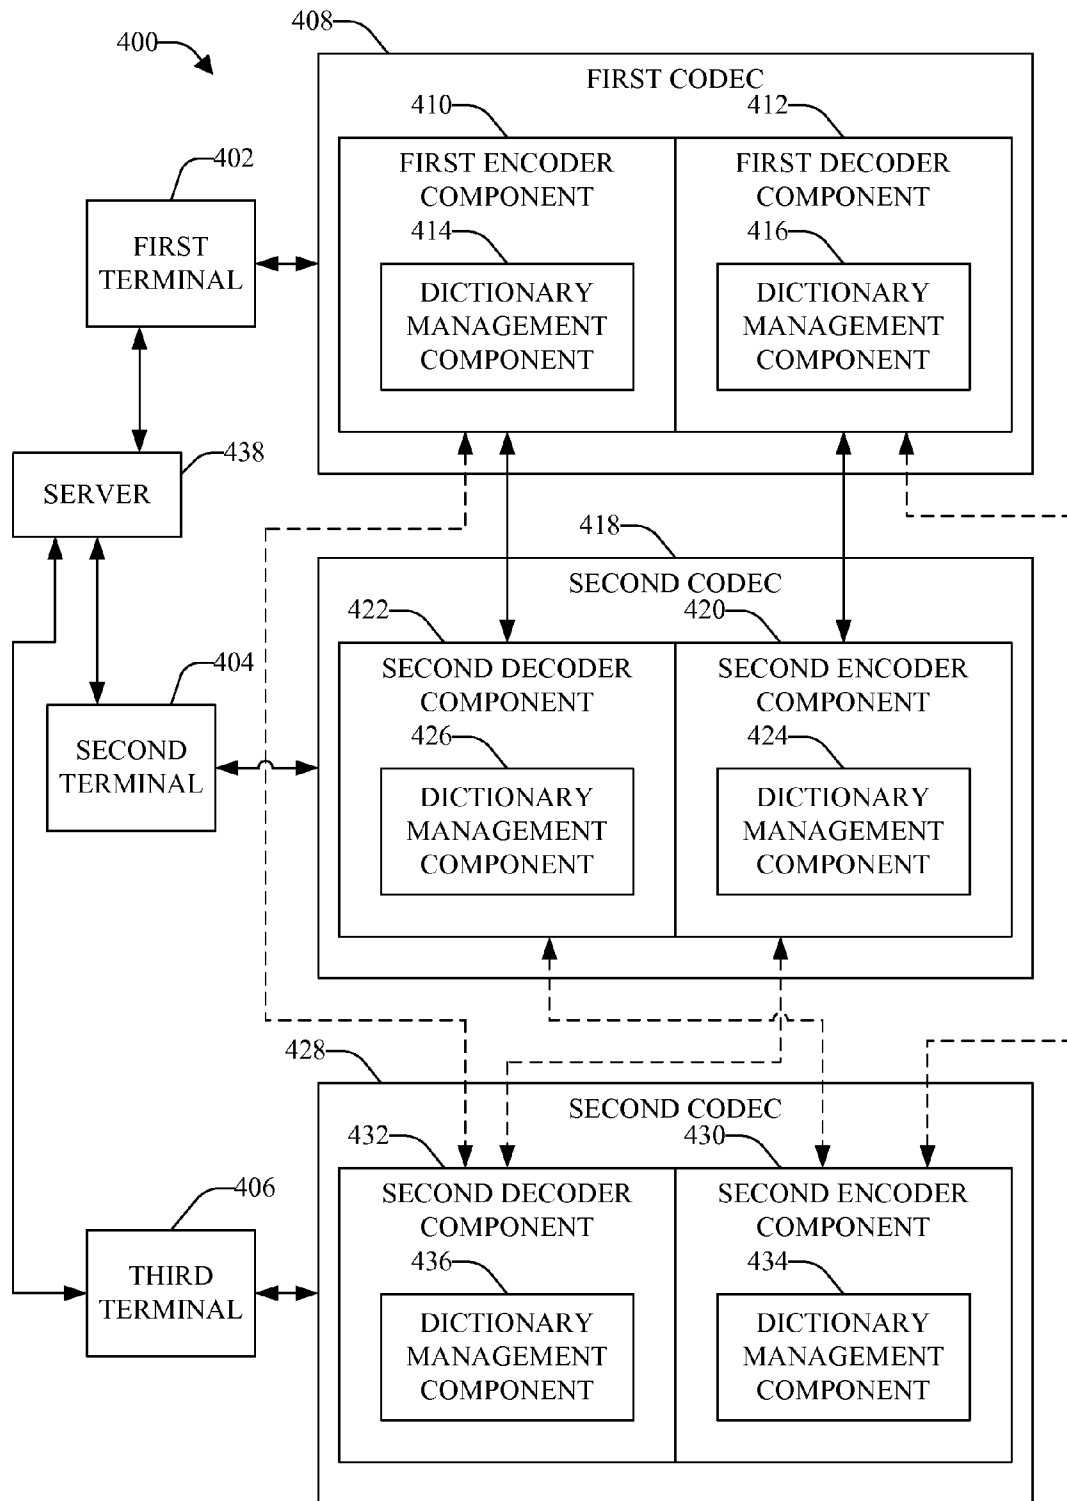 400
408
FIRST CODEC
410
412
402
FIRST ENCODER
COMPONENT
FIRST DECODER
COMPONENT
FIRST
TERMINAL
414
416
DICTIONARY
MANAGEMENT
COMPONENT
DICTIONARY
MANAGEMENT
COMPONENT
438
SERVER
418
SECOND CODEC
422
420
404
SECOND DECODER
COMPONENT
SECOND ENCODER
COMPONENT
SECOND
TERMINAL
426
424
DICTIONARY
MANAGEMENT
COMPONENT
DICTIONARY
MANAGEMENT
COMPONENT
428
SECOND CODEC
432
430
406
SECOND DECODER
COMPONENT
SECOND ENCODER
COMPONENT
THIRD
TERMINAL
436
434
DICTIONARY
MANAGEMENT
COMPONENT
DICTIONARY
MANAGEMENT
COMPONENT